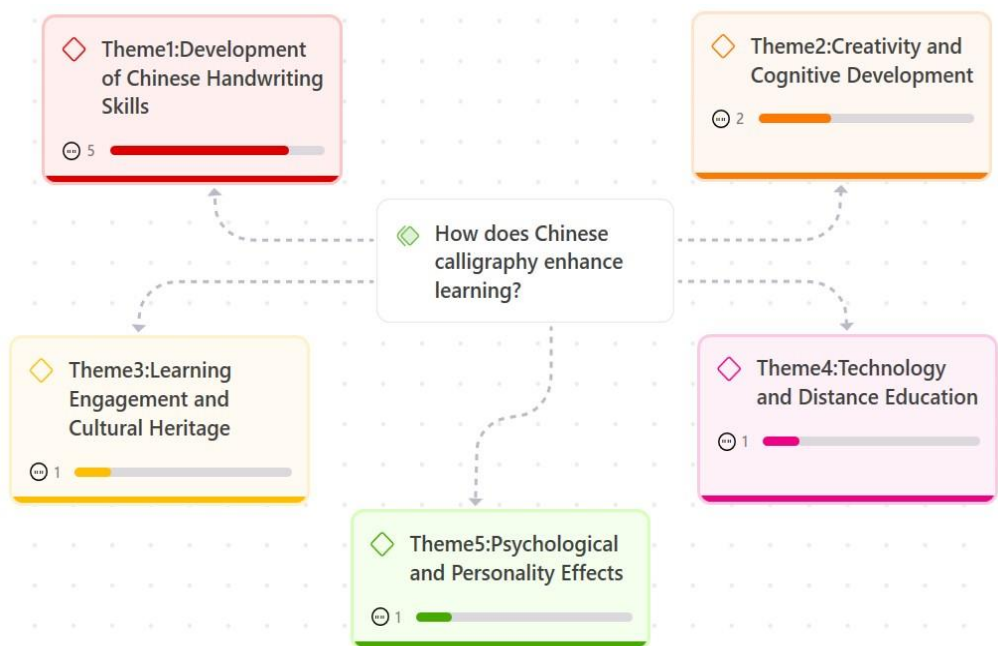 Theme1:Development
of Chinese Handwriting
Skills
5
Theme2:Creativity and
Cognitive Development
2
How does Chinese
calligraphy enhance
learning?
Theme3:Learning
Engagement and
Cultural Heritage
1
Theme4:Technology
and Distance Education
1
Theme5:Psychological
and Personality Effects
1